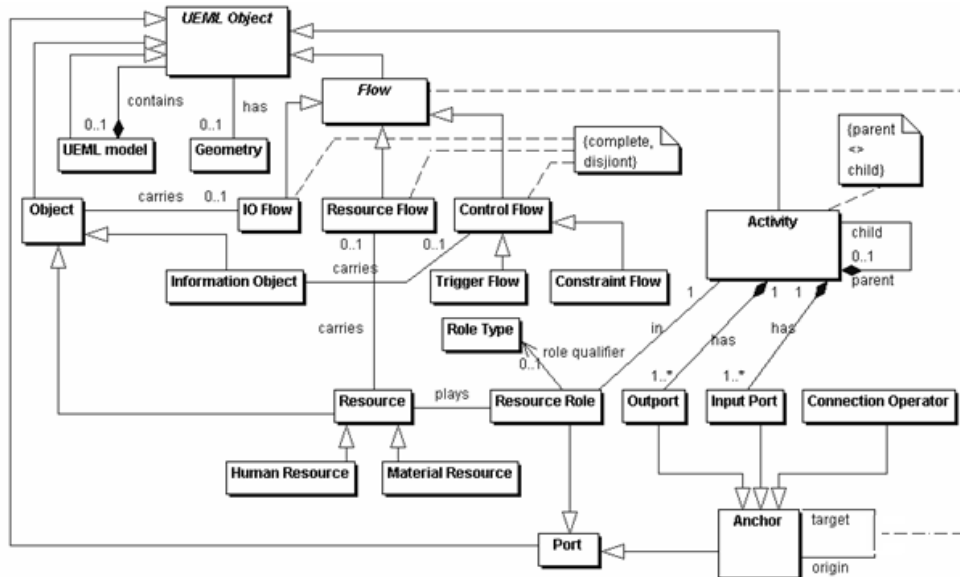 UEML Object
Flow
contains
has
{complete,
disjiont}
{parent
<>
child}
0..1
0..1
UEML model
Geometry
carries
0..1
Object
IO Flow
Resource Flow
Control Flow
Activity
child
0..1
parent
0..1
0..1
carries
Information Object
Trigger Flow
Constraint Flow
1
1
1
carries
Role Type
in
has
has
role qualifier
0..1
plays
1..*
1..*
Resource
Resource Role
Outport
Input Port
Connection Operator
Human Resource
Material Resource
Anchor
target
Port
origin